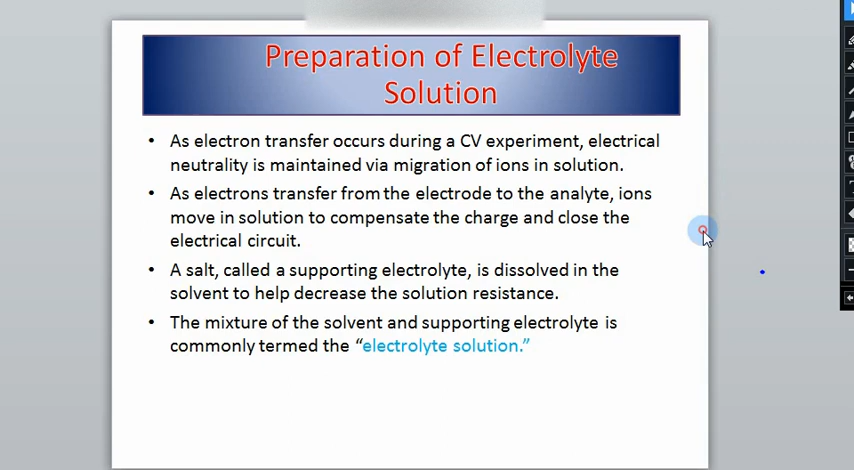 Preparation of Electrolyte
Solution
• As electron transfer occurs during a CV experiment, electrical
neutrality is maintained via migration of ions in solution.
• As electrons transfer from the electrode to the analyte, ions
move in solution to compensate the charge and close the
electrical circuit.
• A salt, called a supporting electrolyte, is dissolved in the
solvent to help decrease the solution resistance.
• The mixture of the solvent and supporting electrolyte is
commonly termed the “electrolyte solution.”